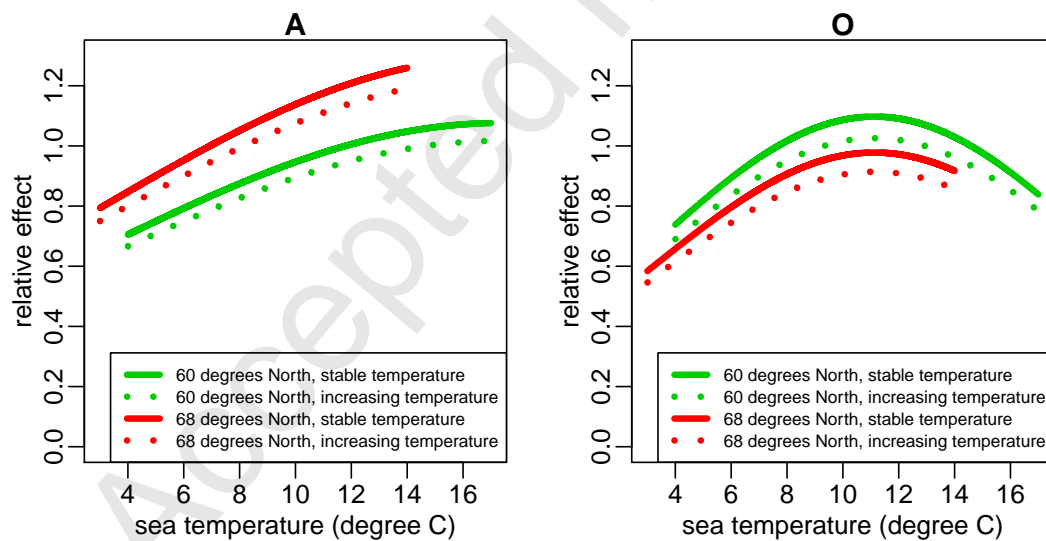 A
relative effect
0.0 0.2 0.4 0.6 0.8 1.0 1.2
60 degrees North, stable temperature
60 degrees North, increasing temperature
68 degrees North, stable temperature
68 degrees North, increasing temperature
4 6 8 10 12 14 16
sea temperature (degree C)
O
relative effect
0.0 0.2 0.4 0.6 0.8 1.0 1.2
60 degrees North, stable temperature
60 degrees North, increasing temperature
68 degrees North, stable temperature
68 degrees North, increasing temperature
4 6 8 10 12 14 16
sea temperature (degree C)
Accepted